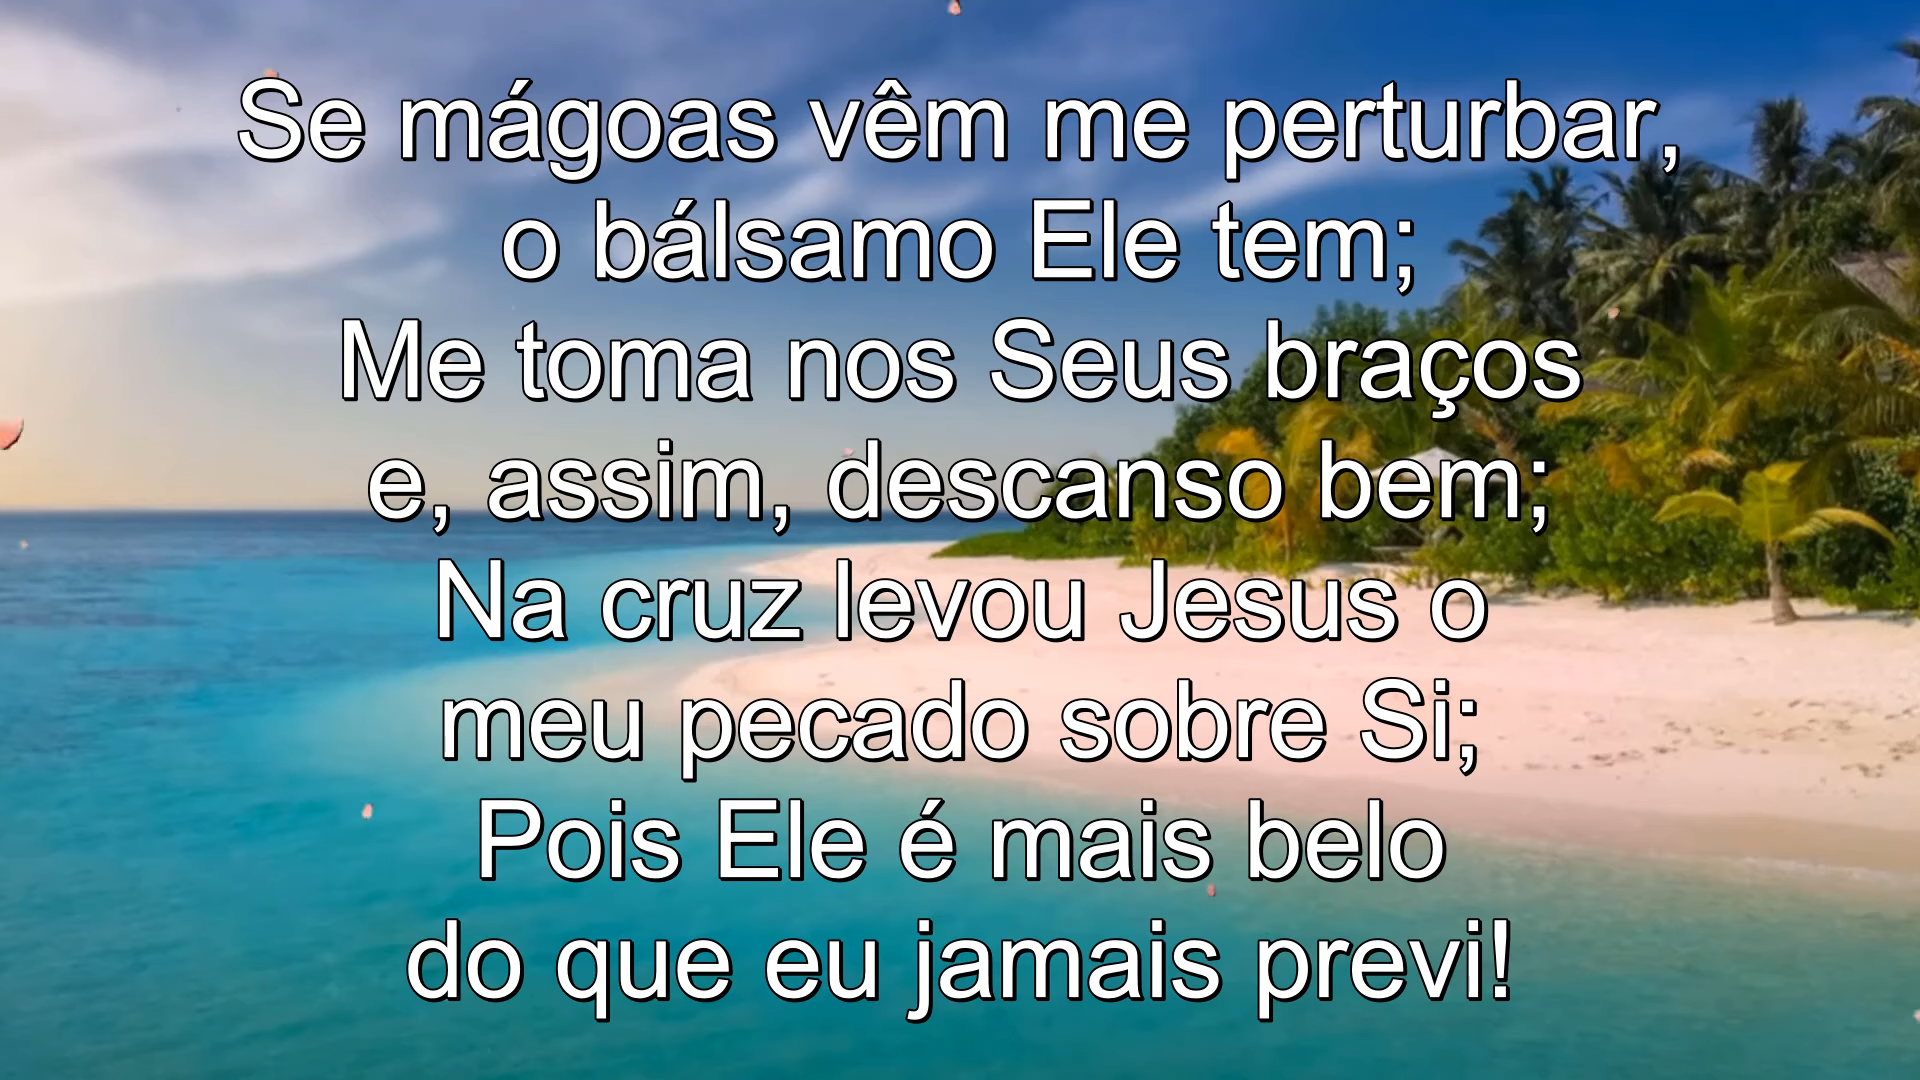 Se mágoas vêm me perturbar,
o bálsamo Ele tem;
Me toma nos Seus braços
e, assim, descanso bem;
Na cruz levou Jesus o
meu pecado sobre Si;
Pois Ele é mais belo
do que eu jamais previ!